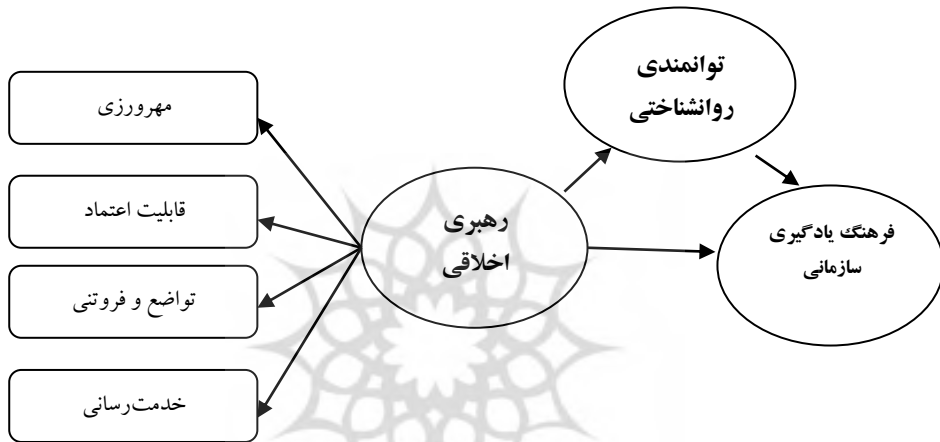 توانمندی
روانشناختی
مهرورزی
قابلیت اعتماد
رهبری
اخلاقی
فرهنگ یادگیری
سازمانی
تواضع و فروتنی
خدمت‌رسانی